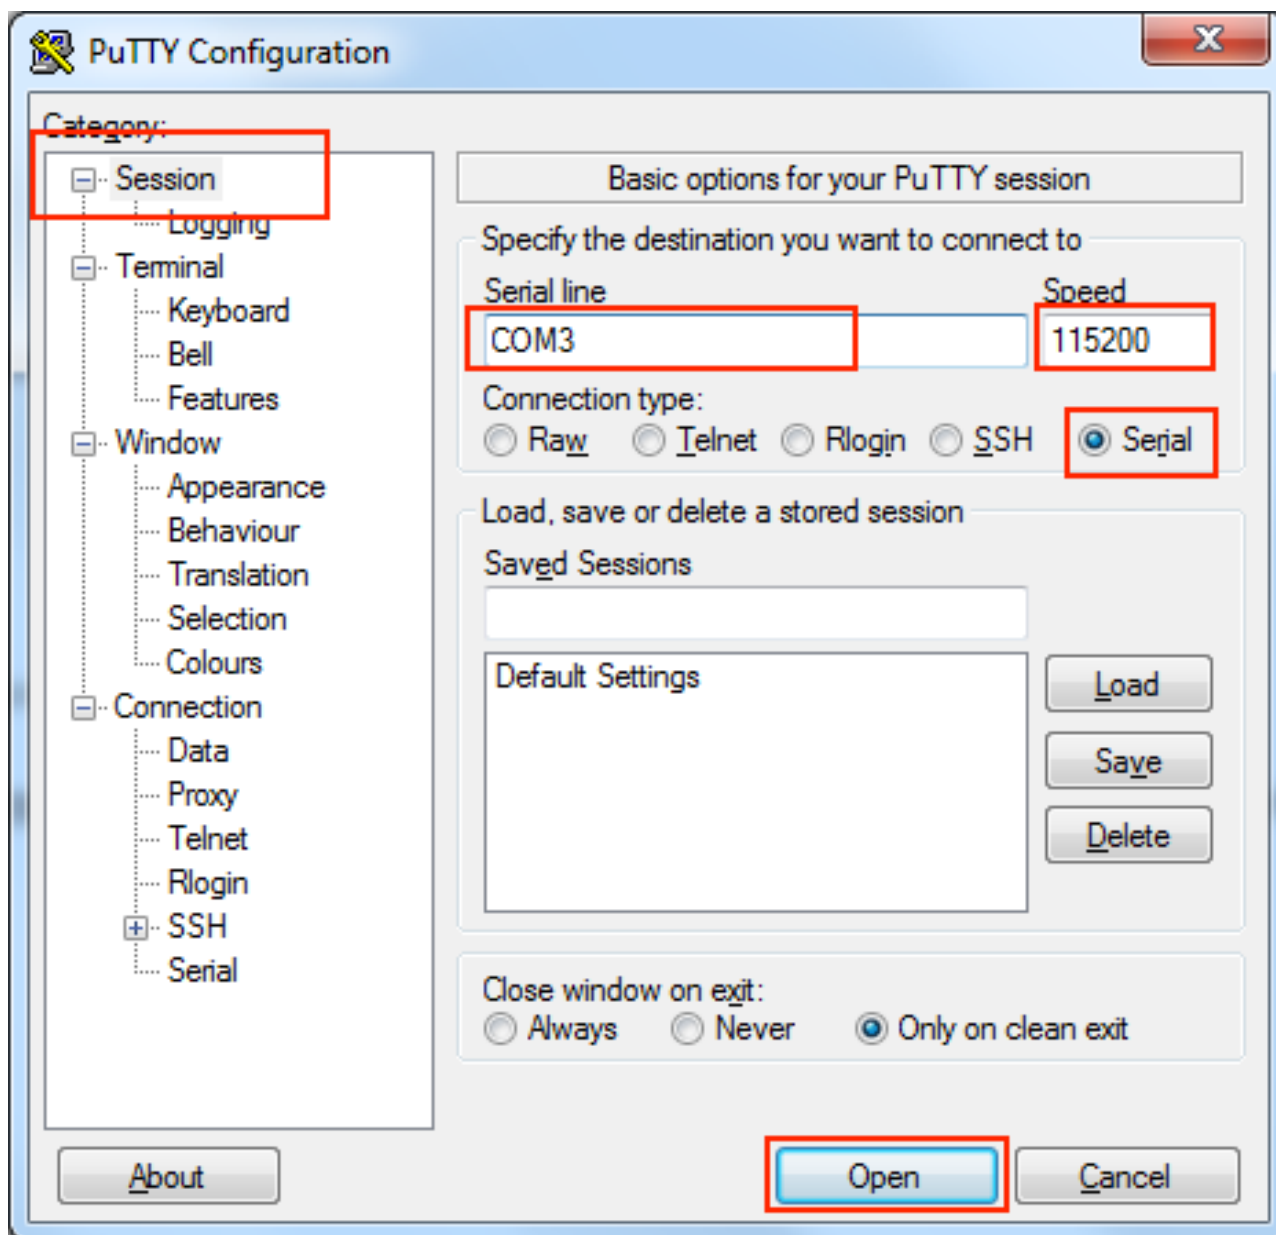 PuTTY Configuration
Category:
Session
Logging
Terminal
Keyboard
Bell
Features
Window
Appearance
Behaviour
Translation
Selection
Colours
Connection
Data
Proxy
Telnet
Rlogin
SSH
Serial
Basic options for your PuTTY session
Specify the destination you want to connect to
Serial line Speed
COM3 115200
Connection type:
Raw Telnet Rlogin SSH Serial
Load, save or delete a stored session
Saved Sessions
Default Settings
Load
Save
Delete
Close window on exit:
Always Never Only on clean exit
About Open Cancel